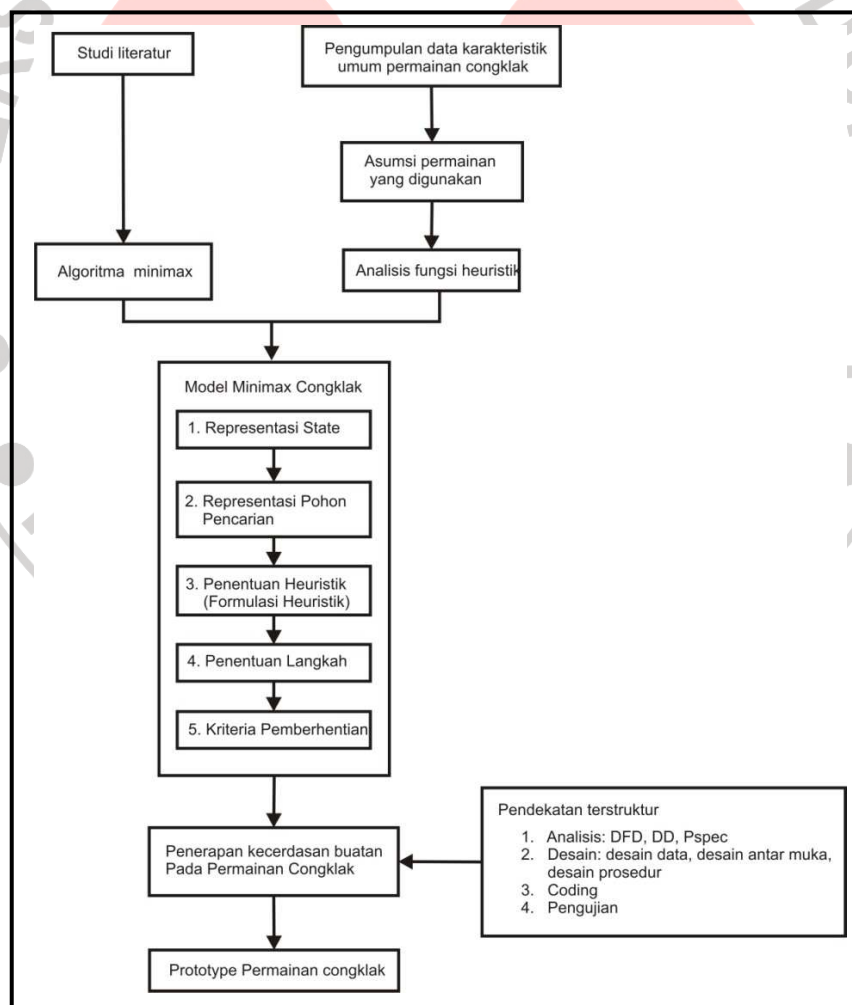 Studi literatur
Pengumpulan data karakteristik
umum permainan congklak
Asumsi permainan
yang digunakan
Algoritma minimax
Analisis fungsi heuristik
Model Minimax Congklak
1. Representasi State
2. Representasi Pohon
Pencarian
3. Penentuan Heuristik
(Formulasi Heuristik)
4. Penentuan Langkah
5. Kriteria Pemberhentian
Penerapan kecerdasan buatan
Pada Permainan Congklak
Pendekatan terstruktur
1. Analisis: DFD, DD, Pspec
2. Desain: desain data, desain antar muka,
desain prosedur
3. Coding
4. Pengujian
Prototype Permainan congklak